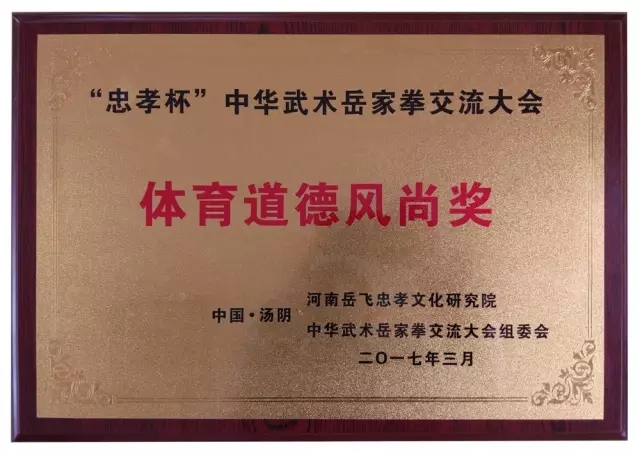 “忠孝杯”中华武术岳家拳交流大会
体育道德风尚奖
河南岳飞忠孝文化研究院
中国·汤阴
中华武术岳家拳交流大会组委会
二〇一七年三月